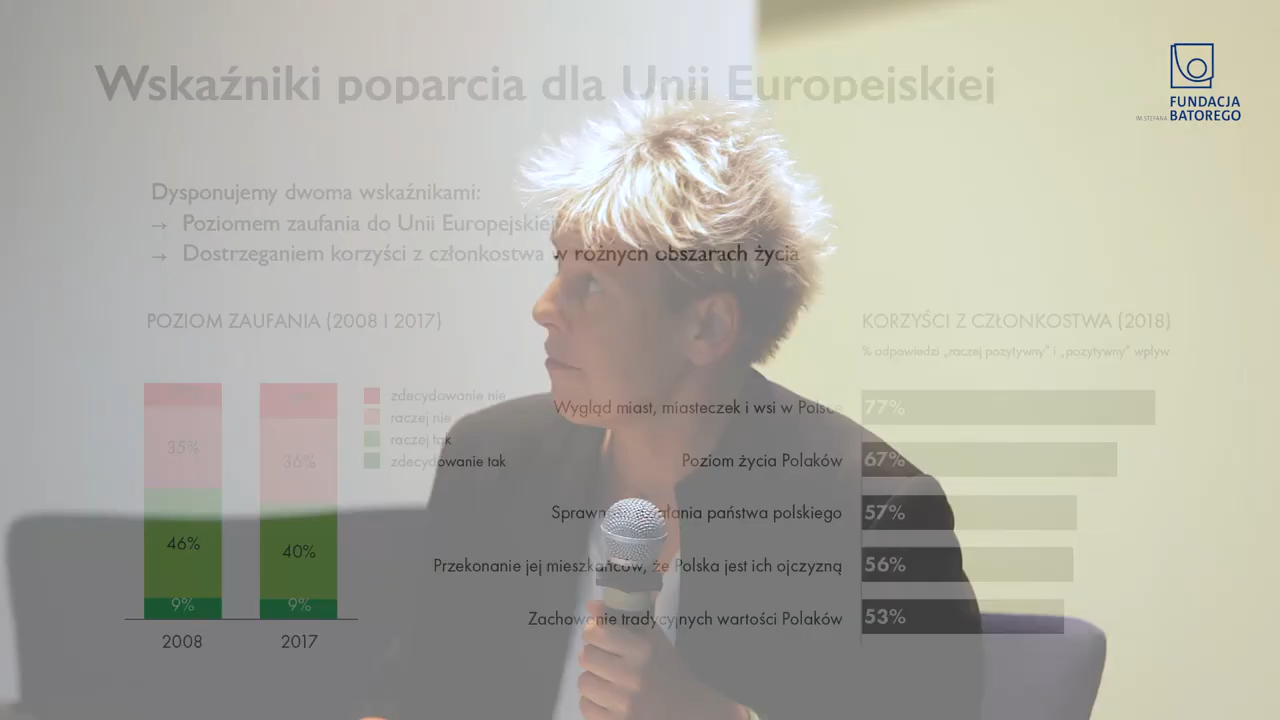 Wskaźniki poparcia dla Unii Europejskiej
FUNDACJA
IM. STEFANA BATOREGO
Dysponujemy dwoma wskaźnikami:
→ Poziomem zaufania do Unii Europejskiej
→ Dostrzeganiem korzyści z członkostwa w różnych obszarach życia
POZIOM ZAUFANIA (2008 I 2017)
35%
46%
9%
2008
36%
40%
9%
2017
zdecydowanie nie
raczej nie
raczej tak
zdecydowanie tak
KORZYŚCI Z CZŁONKOSTWA (2018)
% odpowiedzi „raczej pozytywny” i „pozytywny” wpływ
Wygląd miast, miasteczek i wsi w Polsce 77%
Poziom życia Polaków 67%
państwa polskiego 57%
Przekonanie jej mieszkańców, że Polska jest ich ojczyzną 56%
Zachowanie tradycyjnych wartości Polaków 53%